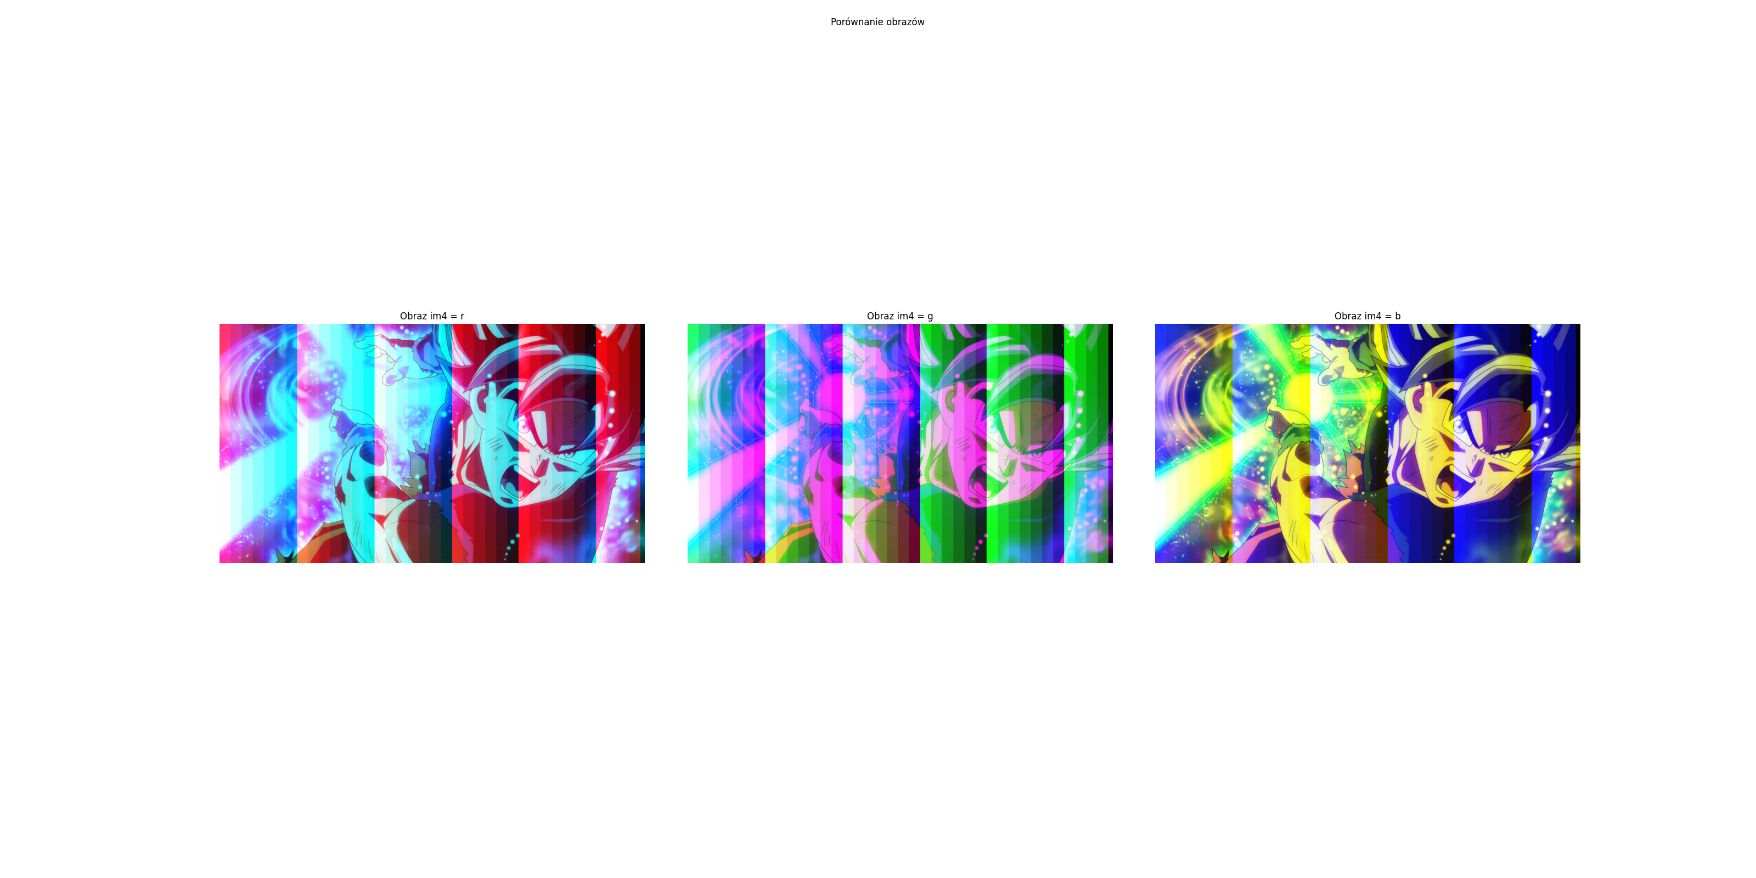 Porównanie obrazów
Obraz im4 = r
Obraz im4 = g
Obraz im4 = b